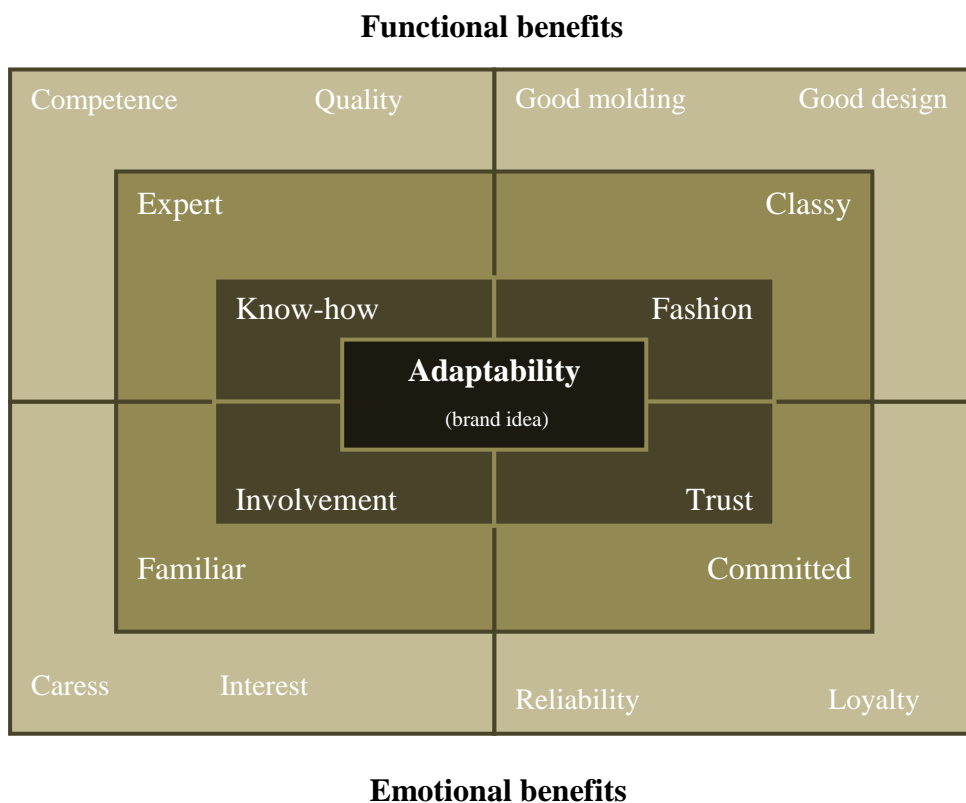 Functional benefits
Competence Quality Good molding Good design
Expert Classy
Know-how Fashion
Adaptability
(brand idea)
Involvement Trust
Familiar Committed
Caress Interest Reliability Loyalty
Emotional benefits